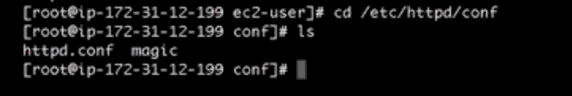 [root@ip-172-31-12-199 ec2-user]# cd /etc/httpd/conf
[root@ip-172-31-12-199 conf]# ls
httpd.conf  magic
[root@ip-172-31-12-199 conf]#